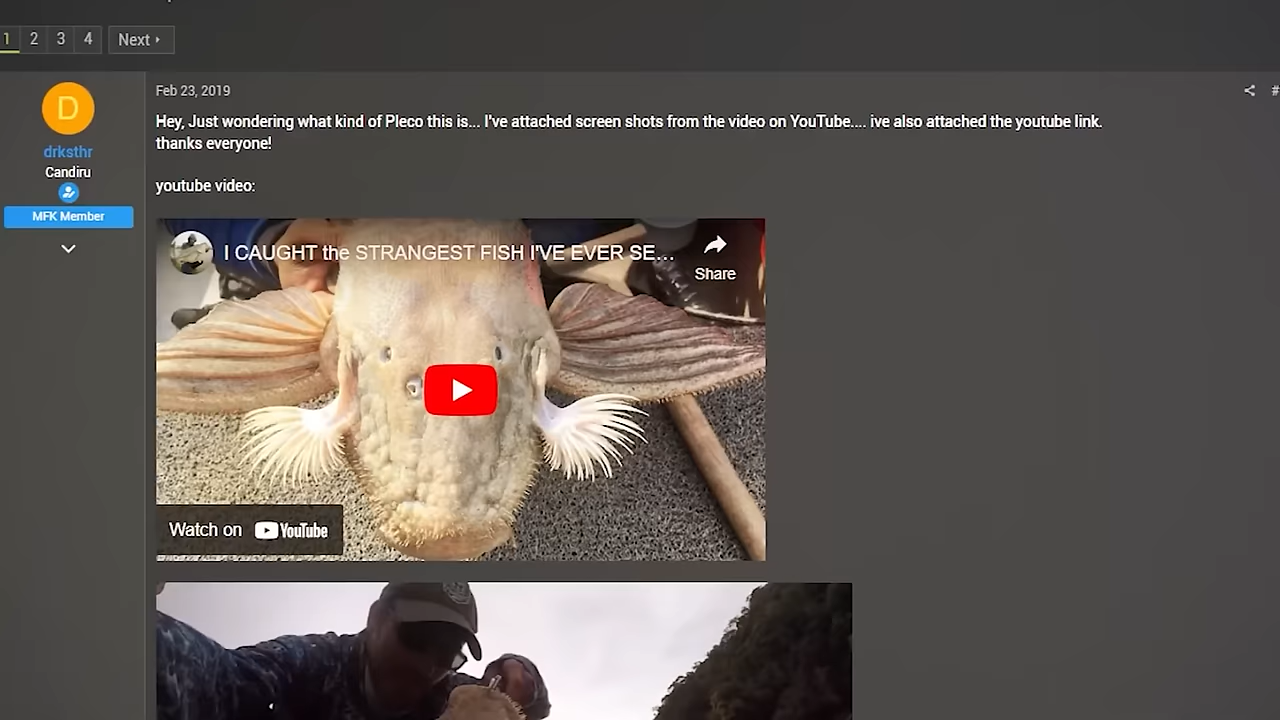 1 2 3 4 Next
Feb 23, 2019
#
D
drksthr
Candiru
MFK Member
Hey, Just wondering what kind of Pleco this is... I've attached screen shots from the video on YouTube.... ive also attached the youtube link.
thanks everyone!
youtube video:
I CAUGHT the STRANGEST FISH I'VE EVER SE...
Share
Watch on YouTube